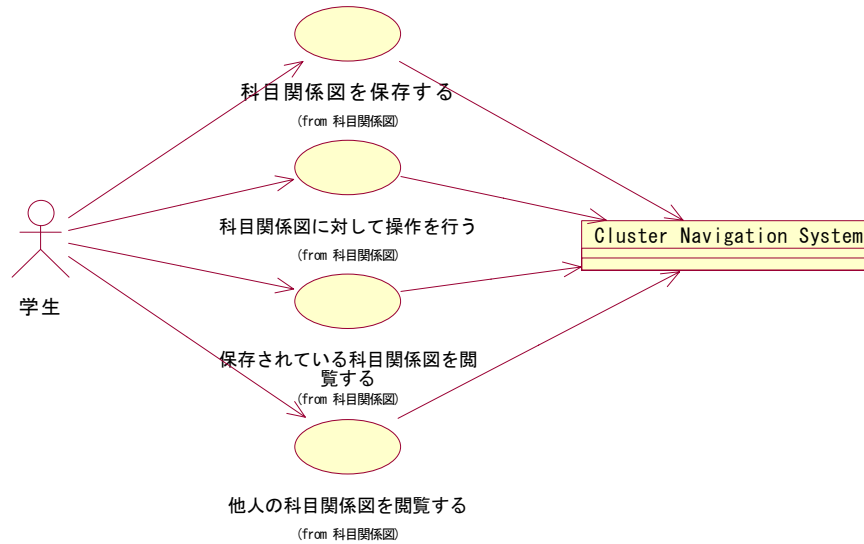 科目関係図を保存する
(from 科目関係図)
科目関係図に対して操作を行う
(from 科目関係図)
Cluster Navigation System
学生
保存されている科目関係図を閲
覧する
(from 科目関係図)
他人の科目関係図を閲覧する
(from 科目関係図)